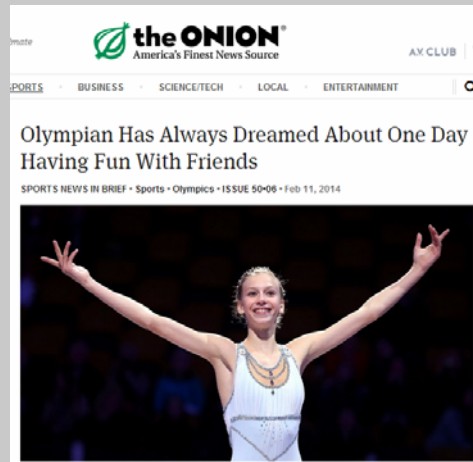 the ONION®
America's Finest News Source
A.V. CLUB
SPORTS · BUSINESS · SCIENCE/TECH · LOCAL · ENTERTAINMENT
Olympian Has Always Dreamed About One Day
Having Fun With Friends
SPORTS NEWS IN BRIEF • Sports • Olympics • ISSUE 50•06 • Feb 11, 2014